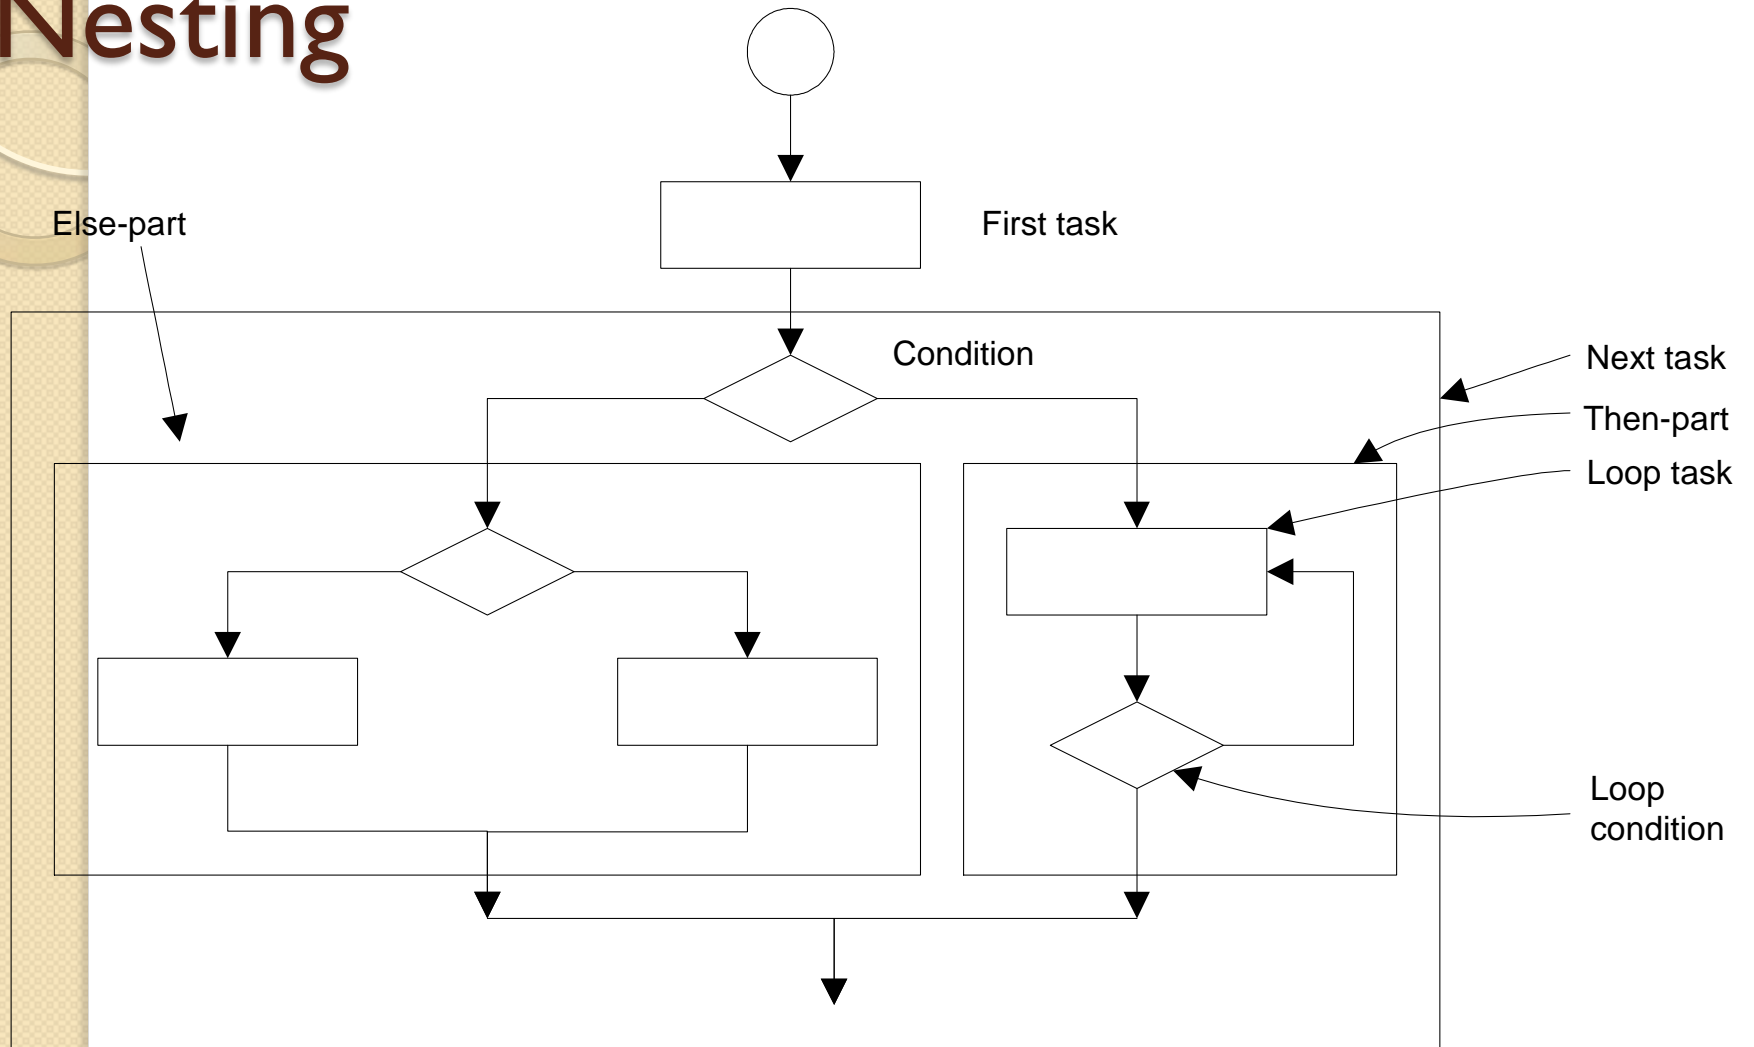 Nesting
Else-part
First task
Condition
Next task
Then-part
Loop task
Loop
condition